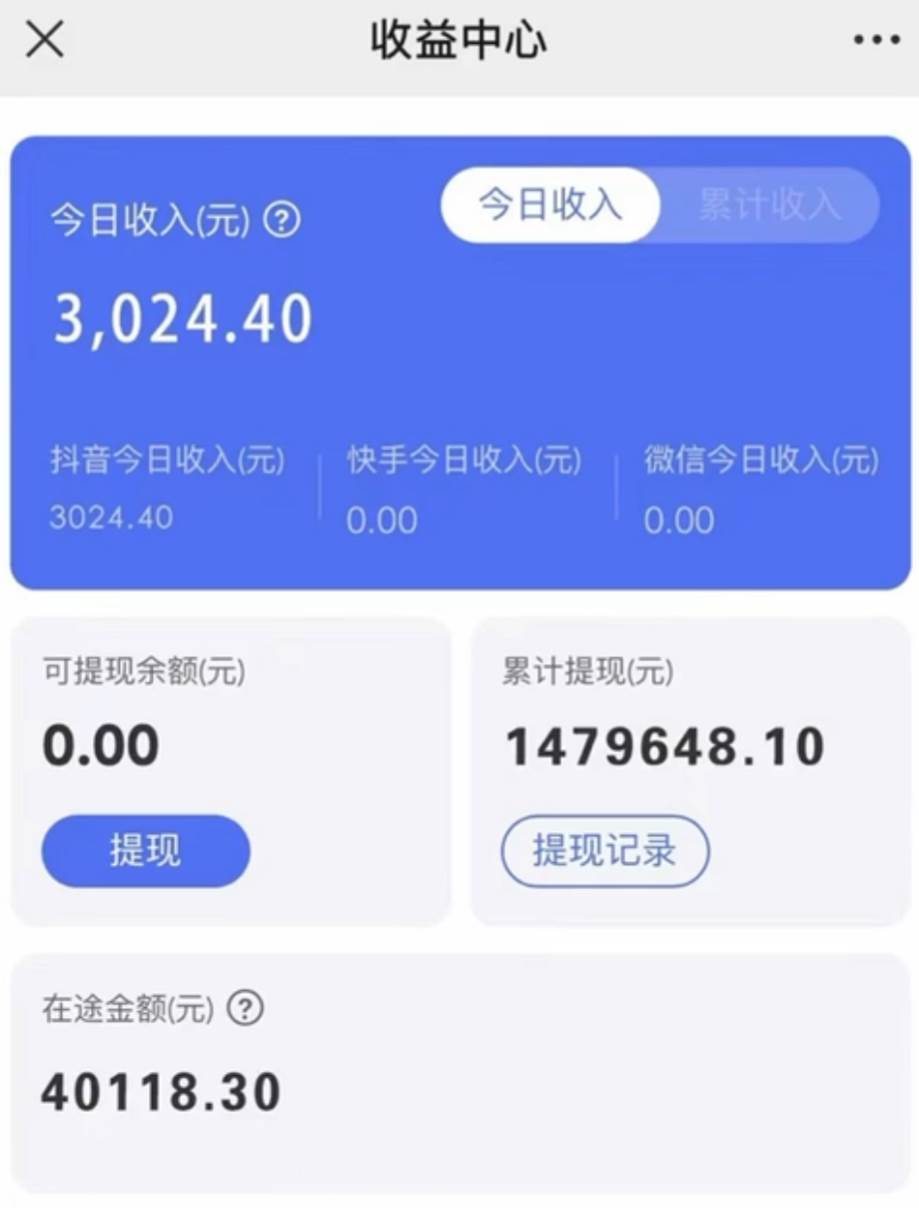 收益中心
今日收入(元) ?
今日收入
累计收入
3,024.40
抖音今日收入(元)
快手今日收入(元)
微信今日收入(元)
3024.40
0.00
0.00
可提现余额(元)
0.00
提现
累计提现(元)
1479648.10
提现记录
在途金额(元) ?
40118.30